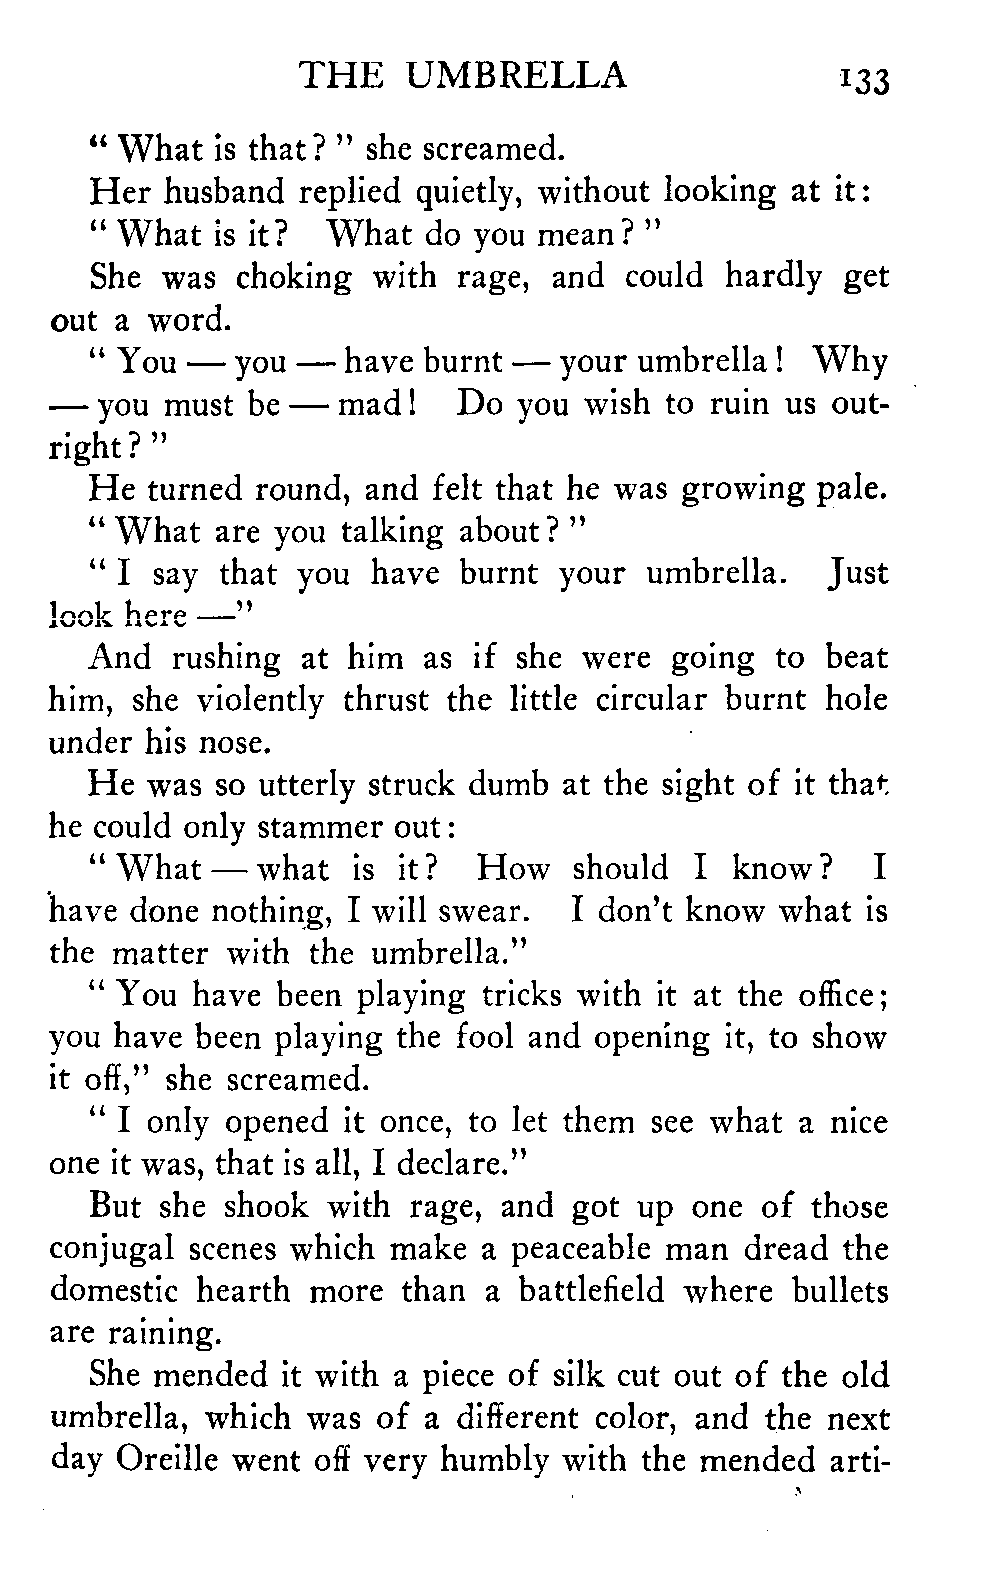 THE UMBRELLA 133
“ What is that? ” she screamed.
Her husband replied quietly, without looking at it:
“ What is it? What do you mean? ”
She was choking with rage, and could hardly get
out a word.
“ You — you — have burnt — your umbrella! Why
— you must be — mad! Do you wish to ruin us out-
right? ”
He turned round, and felt that he was growing pale.
“ What are you talking about? ”
“ I say that you have burnt your umbrella. Just
look here —”
And rushing at him as if she were going to beat
him, she violently thrust the little circular burnt hole
under his nose.
He was so utterly struck dumb at the sight of it that
he could only stammer out:
“ What — what is it? How should I know? I
have done nothing, I will swear. I don’t know what is
the matter with the umbrella.”
“ You have been playing tricks with it at the office;
you have been playing the fool and opening it, to show
it off,” she screamed.
“ I only opened it once, to let them see what a nice
one it was, that is all, I declare.”
But she shook with rage, and got up one of those
conjugal scenes which make a peaceable man dread the
domestic hearth more than a battlefield where bullets
are raining.
She mended it with a piece of silk cut out of the old
umbrella, which was of a different color, and the next
day Oreille went off very humbly with the mended arti-